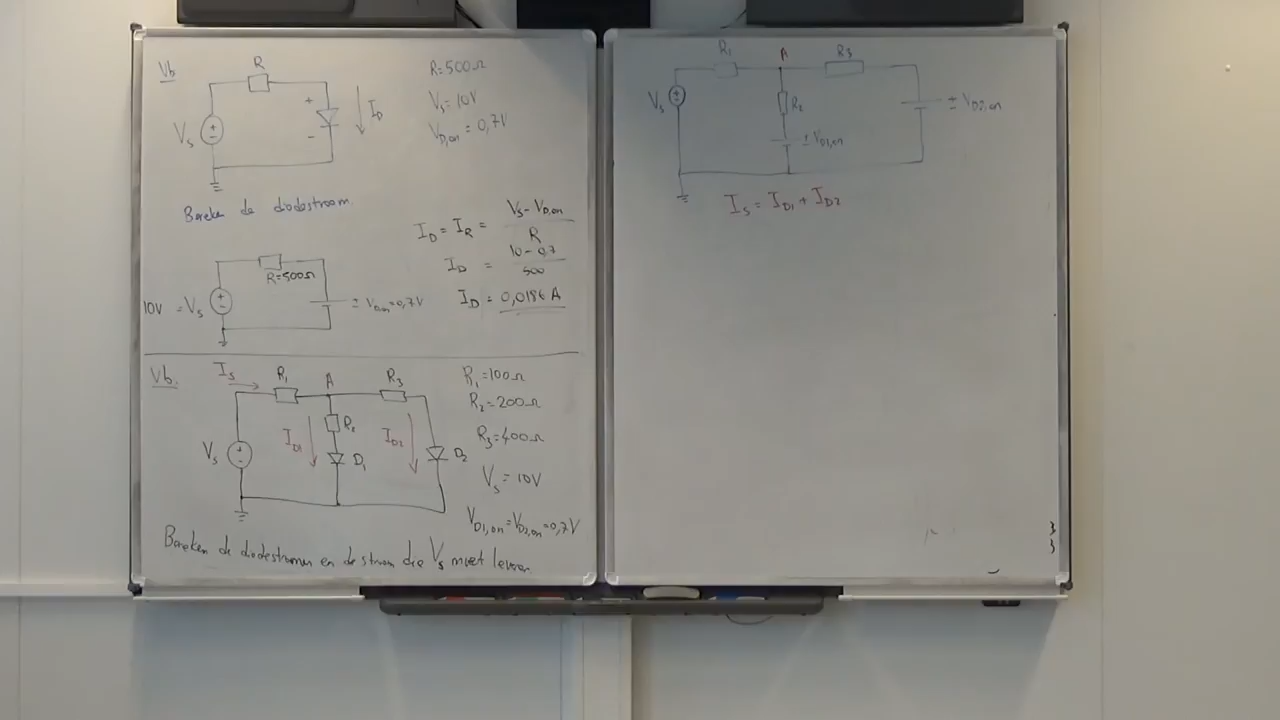 Vb
R
R=500Ω
Vs=10V
VD,on=0,7V
+
-
ID
Vs
Bereken de diodestroom.
ID = IR = Vs-VD,on / R
ID = 10-0,7 / 500
ID = 0,0186 A
R=500Ω
10V = Vs
± VD,on=0,7V
Vb.
Is
R1
A
R3
R2
ID1
ID2
D1
D2
Vs
R1=100Ω
R2=200Ω
R3=400Ω
Vs=10V
VD1,on=VD2,on=0,7V
Bereken de diodestromen en de stroom die Vs moet leveren
R1
A
R3
Vs
R2
± VD1,on
± VD2,on
Is = ID1 + ID2